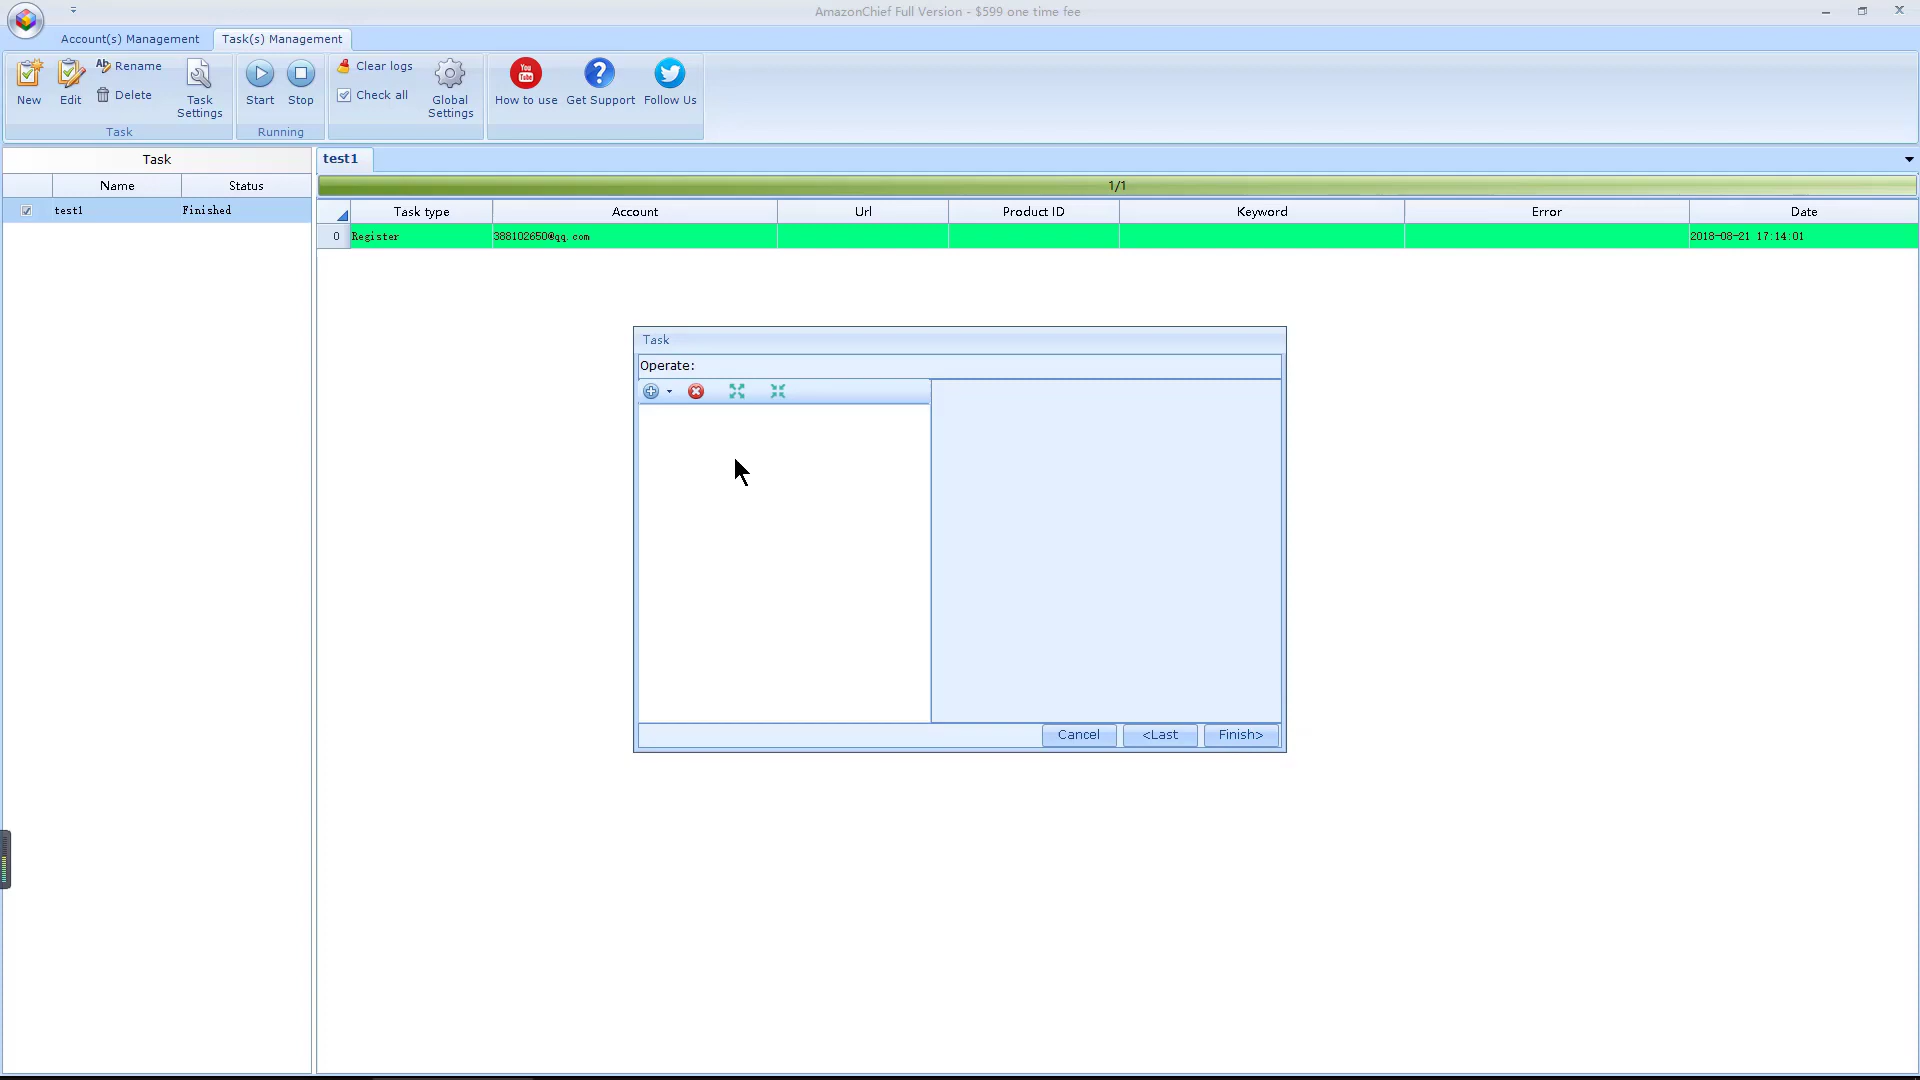 AmazonChief Full Version - $599 one time fee
Account(s) Management
Task(s) Management
New
Edit
Rename
Delete
Task Settings
Task
Start
Stop
Running
Clear logs
Check all
Global Settings
How to use
Get Support
Follow Us
Task
Name
Status
test1
Finished
test1
1/1
Task type
Account
Url
Product ID
Keyword
Error
Date
0
Register
388102650@qq.com
2018-08-21 17:14:01
Task
Operate:
Cancel
<Last
Finish>